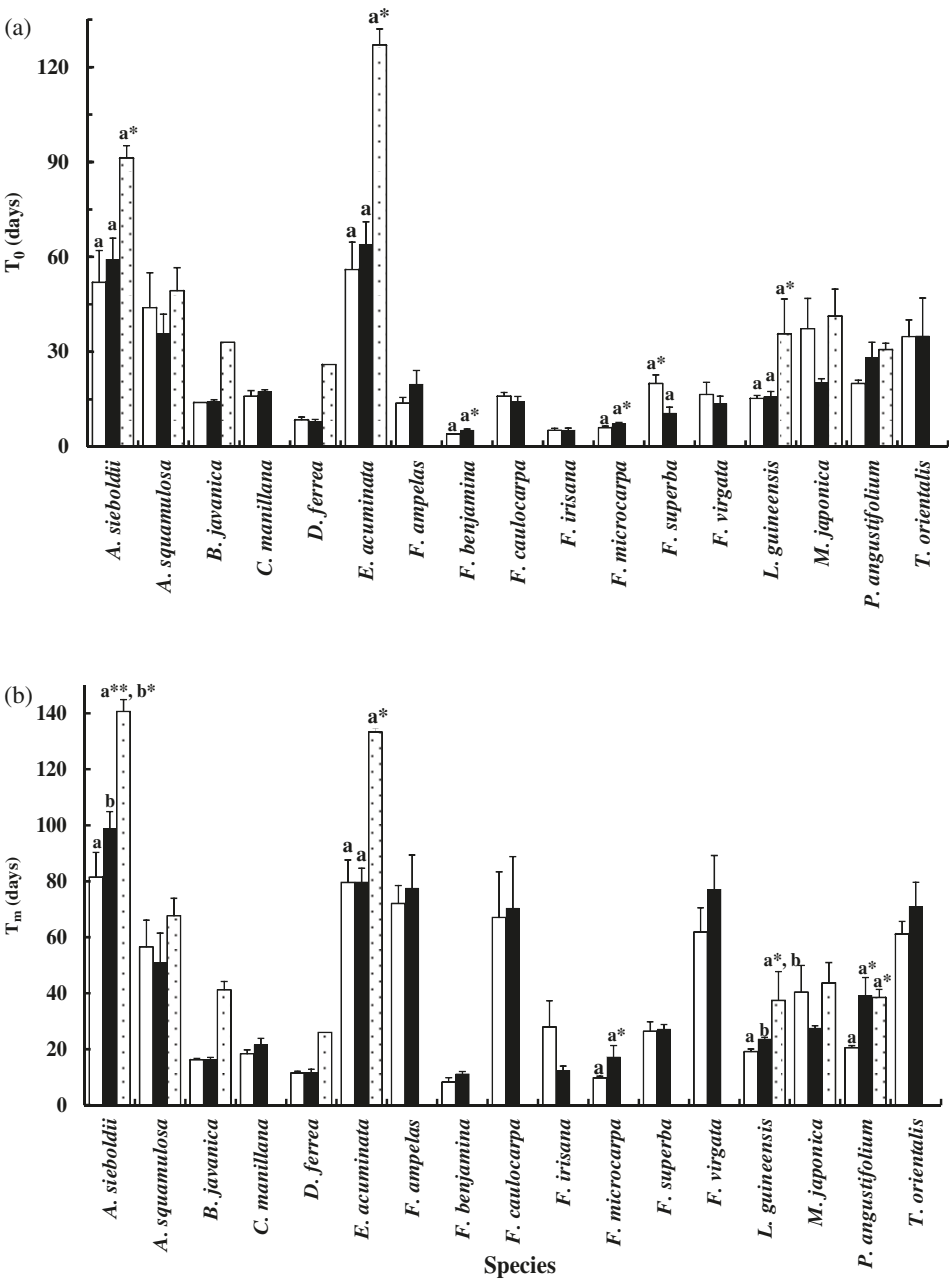 (a)
T0 (days)
120
90
60
30
0
a a a*
a a a*
a a*
a a*
a* a
a a a*
A. sieboldii
A. squamulosa
B. javanica
C. manillana
D. ferrea
E. acuminata
F. ampelas
F. benjamina
F. caulocarpa
F. irisana
F. microcarpa
F. superba
F. virgata
L. guineensis
M. japonica
P. angustifolium
T. orientalis
(b)
Tm (days)
140
120
100
80
60
40
20
0
a b a**, b*
a a a*
a a*
a b a*, b
a a* a*
A. sieboldii
A. squamulosa
B. javanica
C. manillana
D. ferrea
E. acuminata
F. ampelas
F. benjamina
F. caulocarpa
F. irisana
F. microcarpa
F. superba
F. virgata
L. guineensis
M. japonica
P. angustifolium
T. orientalis
Species